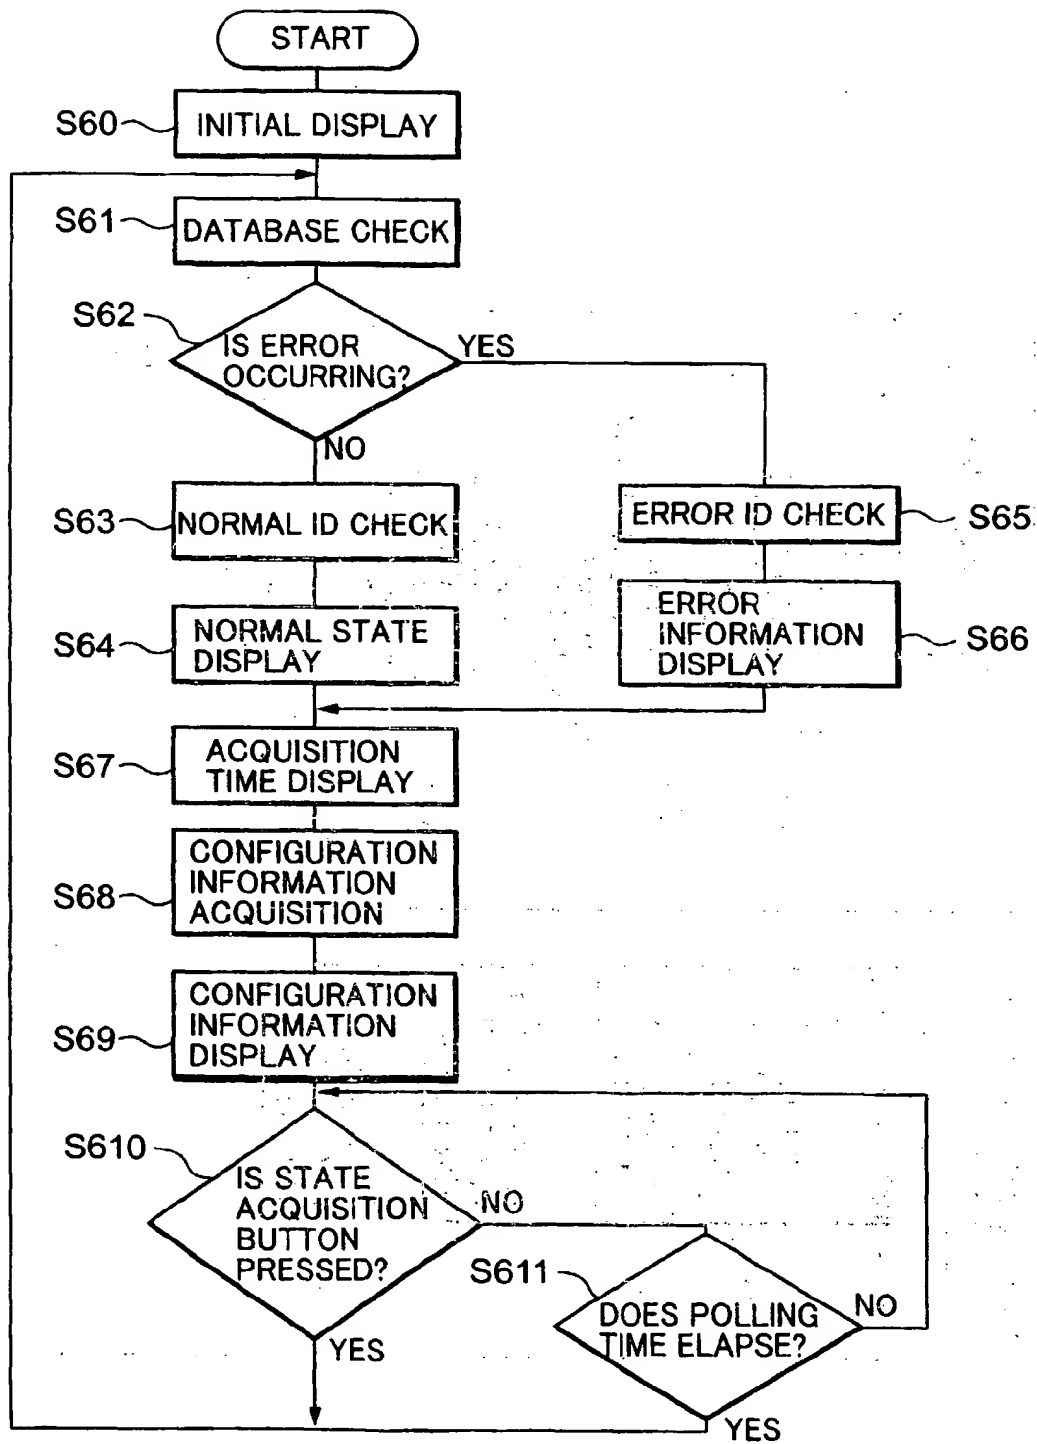 START
S60
INITIAL DISPLAY
S61
DATABASE CHECK
S62
IS ERROR
OCCURRING?
YES
NO
S63
NORMAL ID CHECK
ERROR ID CHECK
S65
S64
NORMAL STATE
DISPLAY
ERROR
INFORMATION
DISPLAY
S66
S67
ACQUISITION
TIME DISPLAY
S68
CONFIGURATION
INFORMATION
ACQUISITION
S69
CONFIGURATION
INFORMATION
DISPLAY
S610
IS STATE
ACQUISITION
BUTTON
PRESSED?
NO
YES
S611
DOES POLLING
TIME ELAPSE?
NO
YES